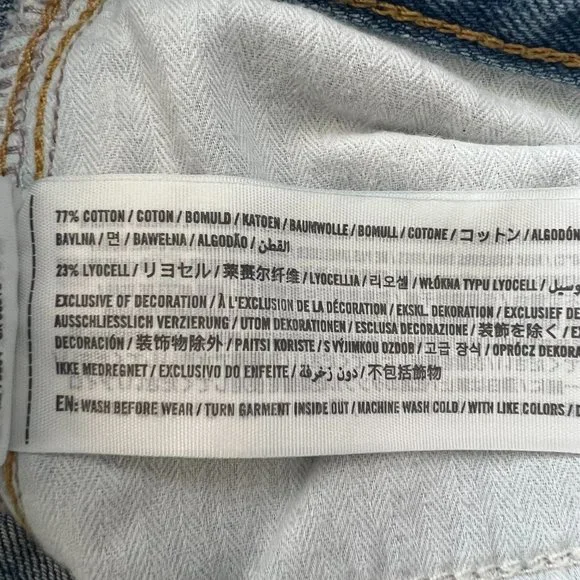 77% COTTON / COTON / BOMULD / KATOEN / BAUMWOLLE / BOMULL / COTONE / コットン / ALGODÓN
BAVLNA / 면 / BAWEŁNA / ALGODÃO / القطن
23% LYOCELL / リヨセル / 莱赛尔纤维 / LYOCELLIA / 리오셀 / WŁÓKNA TYPU LYOCELL /
EXCLUSIVE OF DECORATION / À L'EXCLUSION DE LA DÉCORATION / EKSKL. DEKORATION / EXCLUSIEF DE
AUSSCHLIESSLICH VERZIERUNG / UTOM DEKORATIONEN / ESCLUSA DECORAZIONE / 装飾を除く / E
DECORACIÓN / 装饰物除外 / PAITSI KORISTE / S VÝJIMKOU OZDOB / 고급 장식 / OPRÓCZ DEKORA
IKKE MEDREGNET / EXCLUSIVO DO ENFEITE / دون زخرفة / 不包括飾物
EN: WASH BEFORE WEAR / TURN GARMENT INSIDE OUT / MACHINE WASH COLD / WITH LIKE COLORS /